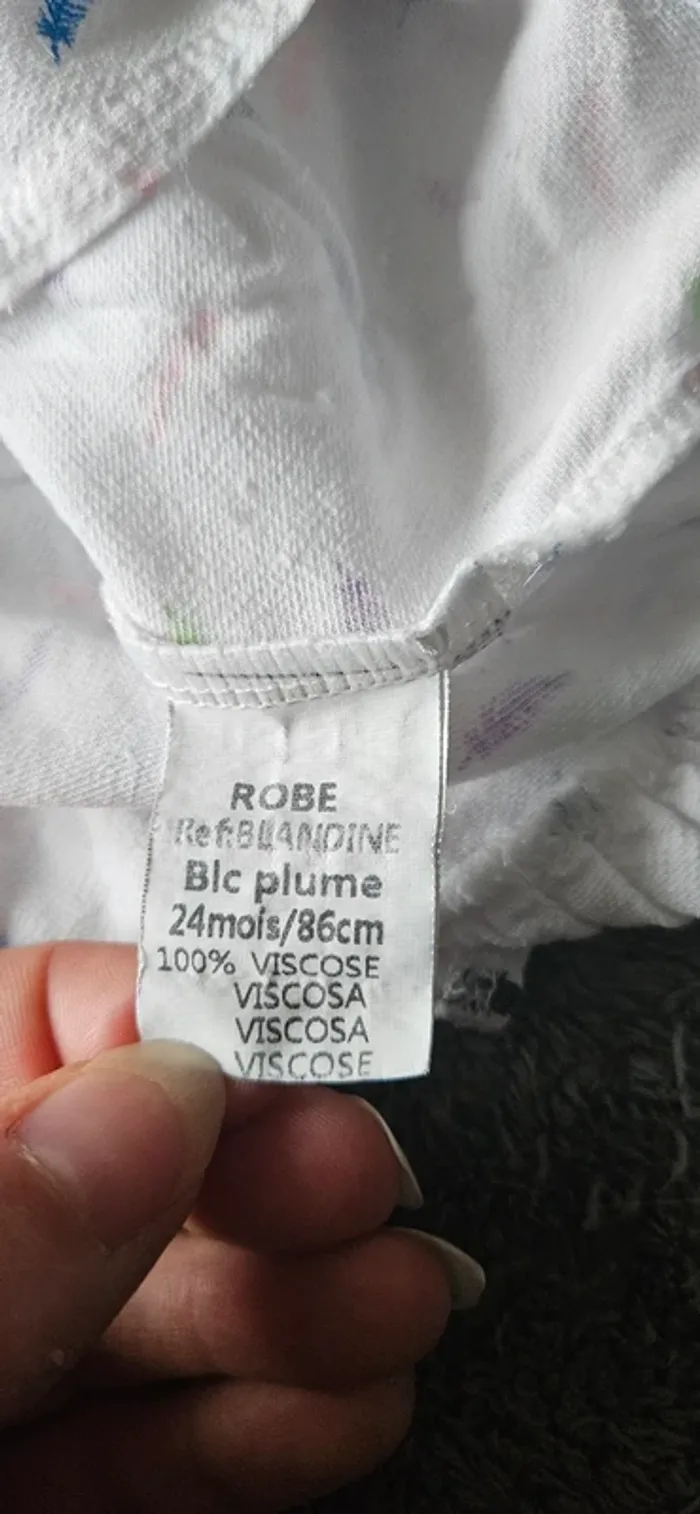 ROBE
Ref:BLANDINE
Blc plume
24mois/86cm
100% VISCOSE
VISCOSA
VISCOSA
VISCOSE